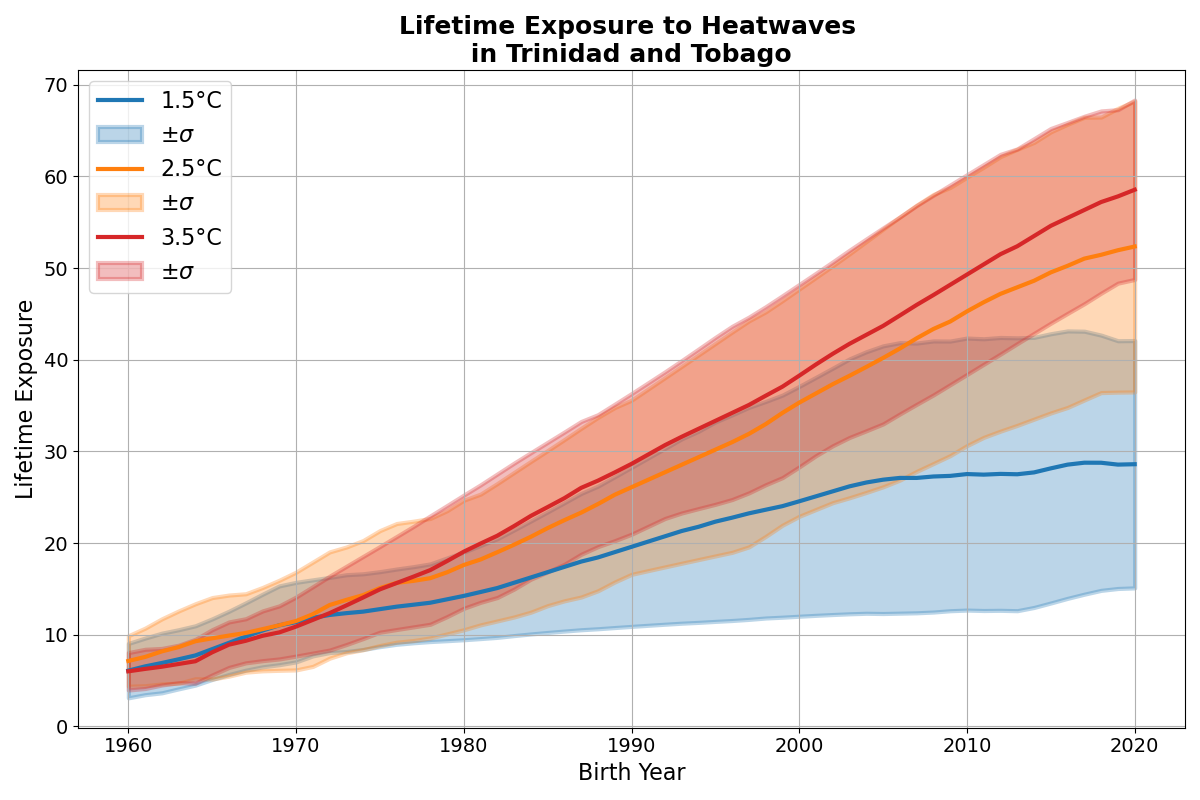 Lifetime Exposure to Heatwaves
in Trinidad and Tobago
1.5°C
±σ
2.5°C
±σ
3.5°C
±σ
Lifetime Exposure
70
60
50
40
30
20
10
0
1960 1970 1980 1990 2000 2010 2020
Birth Year